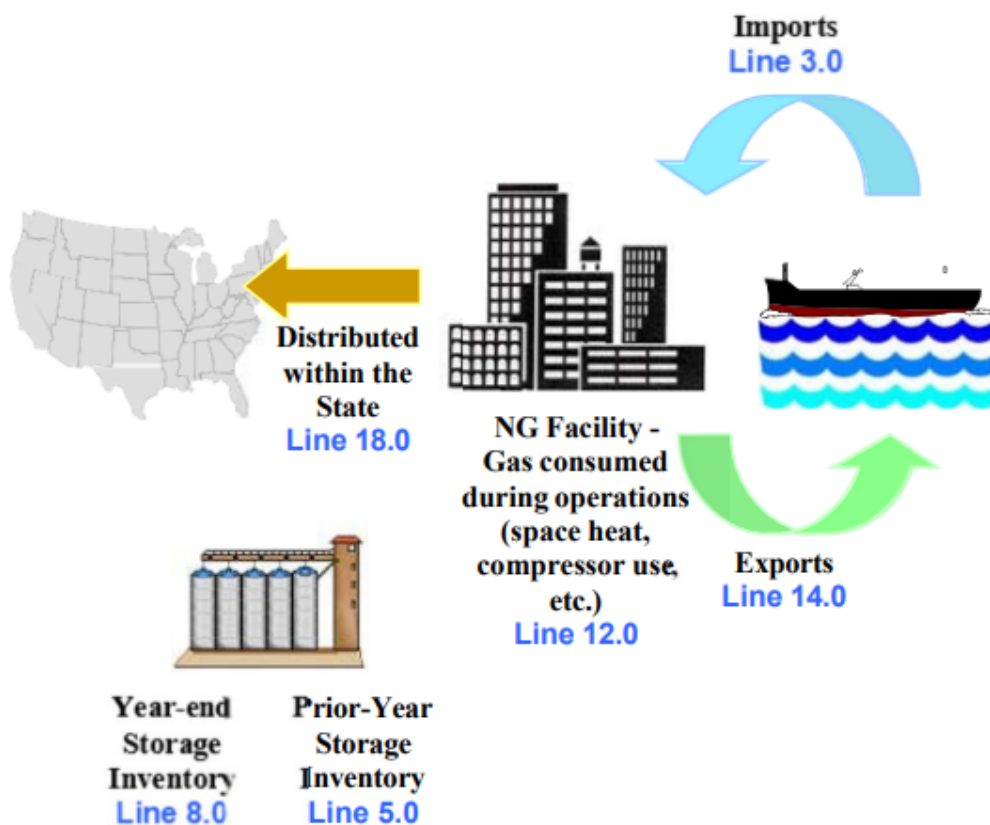 Imports
Line 3.0
Distributed
within the
State
Line 18.0
NG Facility -
Gas consumed
during operations
(space heat,
compressor use,
etc.)
Line 12.0
Exports
Line 14.0
Year-end
Storage
Inventory
Line 8.0
Prior-Year
Storage
Inventory
Line 5.0